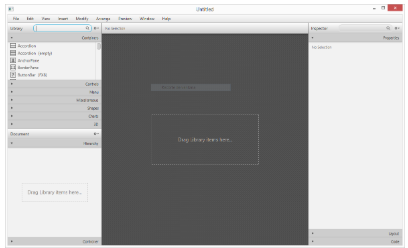 Untitled
File Edit View Insert Modify Arrange Preview Window Help
Library
No Selection
Inspector
Containers
Properties
Accordion
No Selection
Accordion (empty)
AnchorPane
BorderPane
ButtonBar (FX8)
Controls
Menu
Miscellaneous
Shapes
Charts
3D
Document
Hierarchy
Drag Library items here...
Drag Library items here...
Layout
Controller
Code